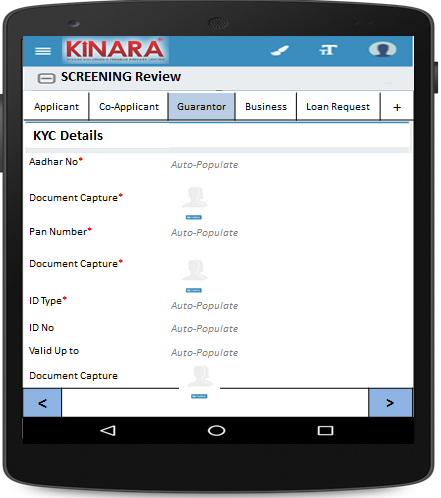 KINARA
SCREENING Review
Applicant Co-Applicant Guarantor Business Loan Request +
KYC Details
Aadhar No* Auto-Populate
Document Capture*
Pan Number* Auto-Populate
Document Capture*
ID Type* Auto-Populate
ID No Auto-Populate
Valid Up to Auto-Populate
Document Capture
< >